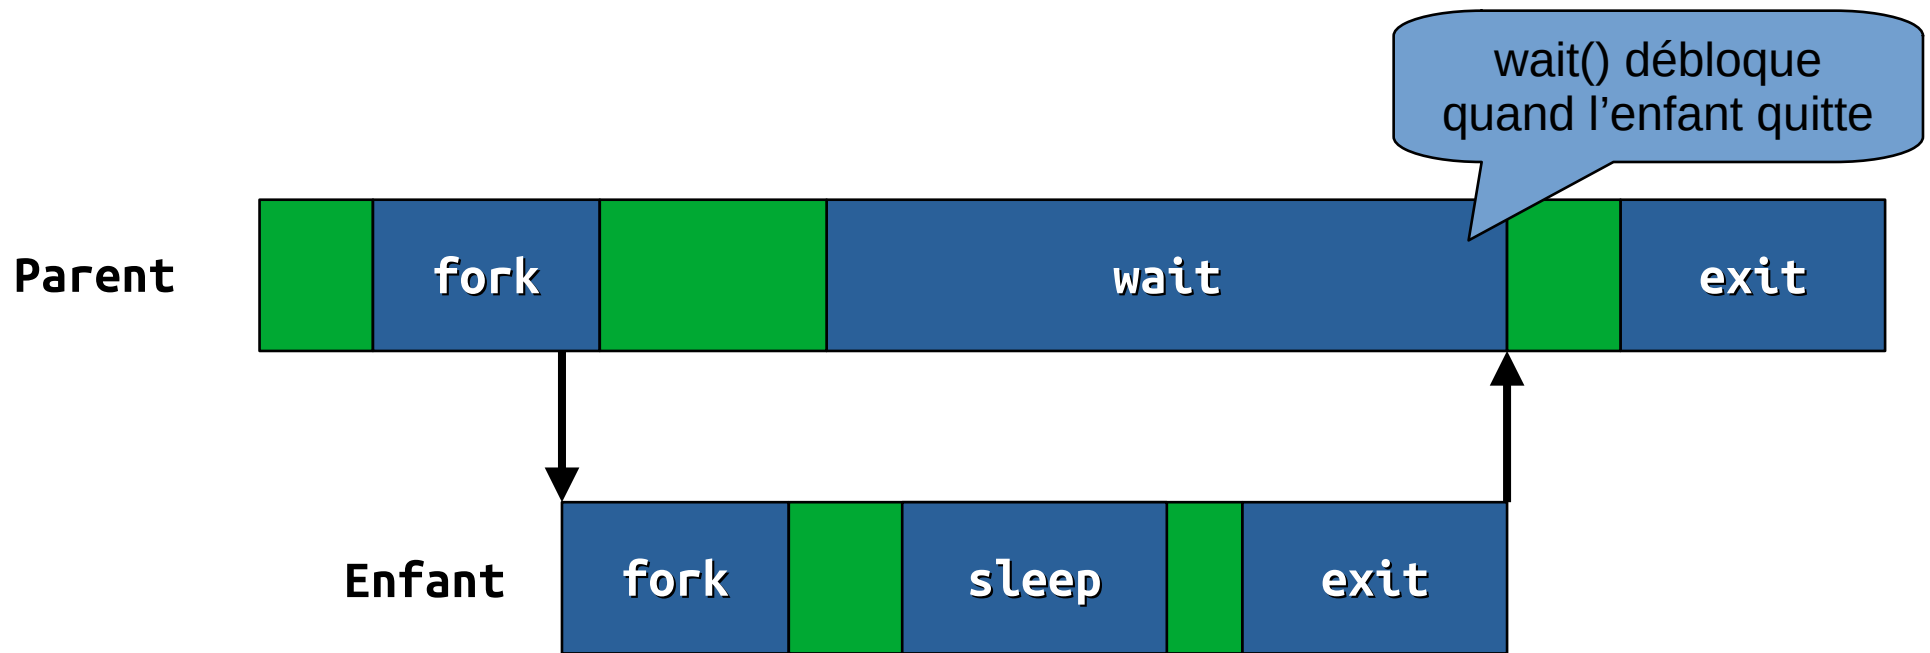 wait() débloque
quand l’enfant quitte
Parent
fork
wait
exit
Enfant
fork
sleep
exit